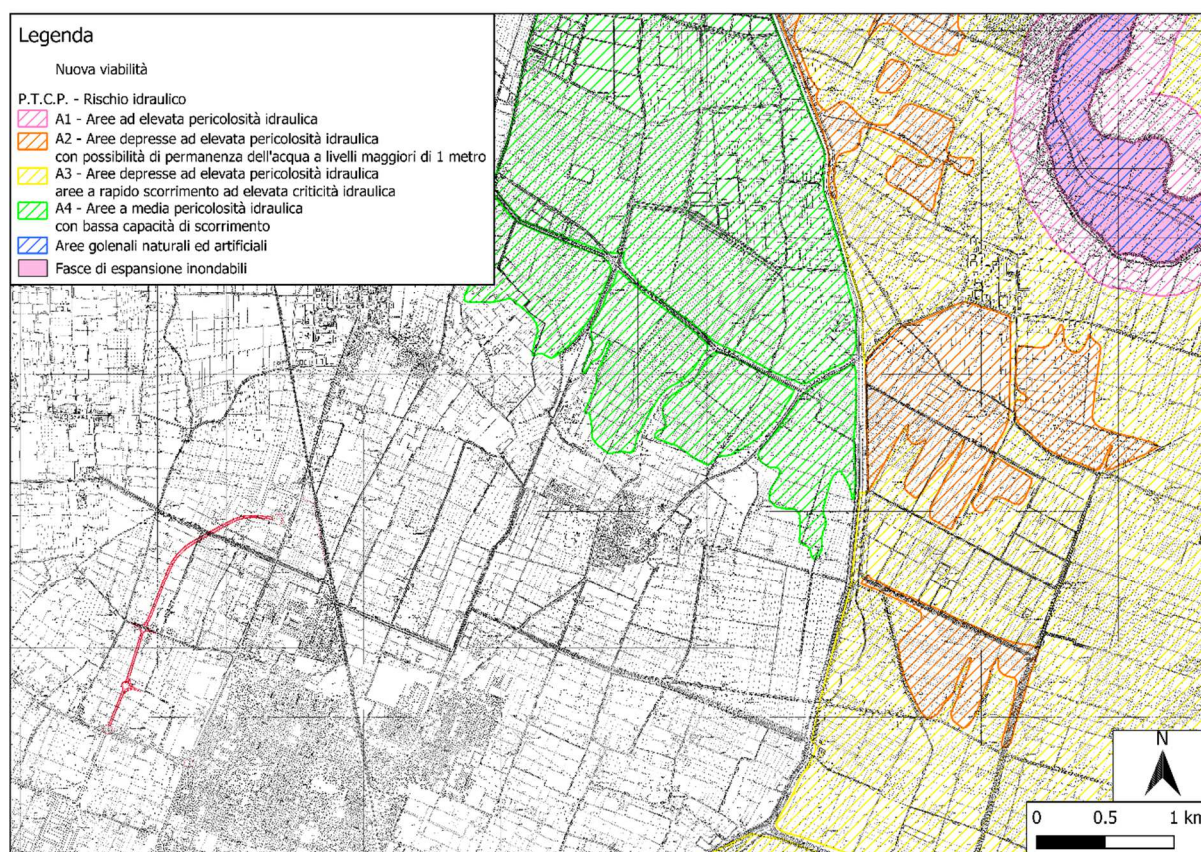 Legenda
Nuova viabilità
P.T.C.P. - Rischio idraulico
A1 - Aree ad elevata pericolosità idraulica
A2 - Aree depresse ad elevata pericolosità idraulica
con possibilità di permanenza dell'acqua a livelli maggiori di 1 metro
A3 - Aree depresse ad elevata pericolosità idraulica
aree a rapido scorrimento ad elevata criticità idraulica
A4 - Aree a media pericolosità idraulica
con bassa capacità di scorrimento
Aree golenali naturali ed artificiali
Fasce di espansione inondabili
N
0 0.5 1 km